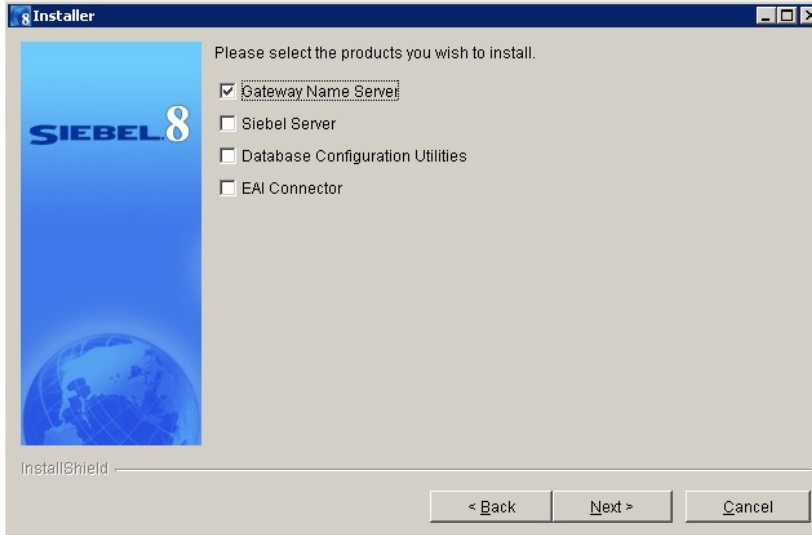 8 Installer
Please select the products you wish to install.
Gateway Name Server
SIEBEL.8
Siebel Server
Database Configuration Utilities
EAI Connector
InstallShield
< Back
Next >
Cancel